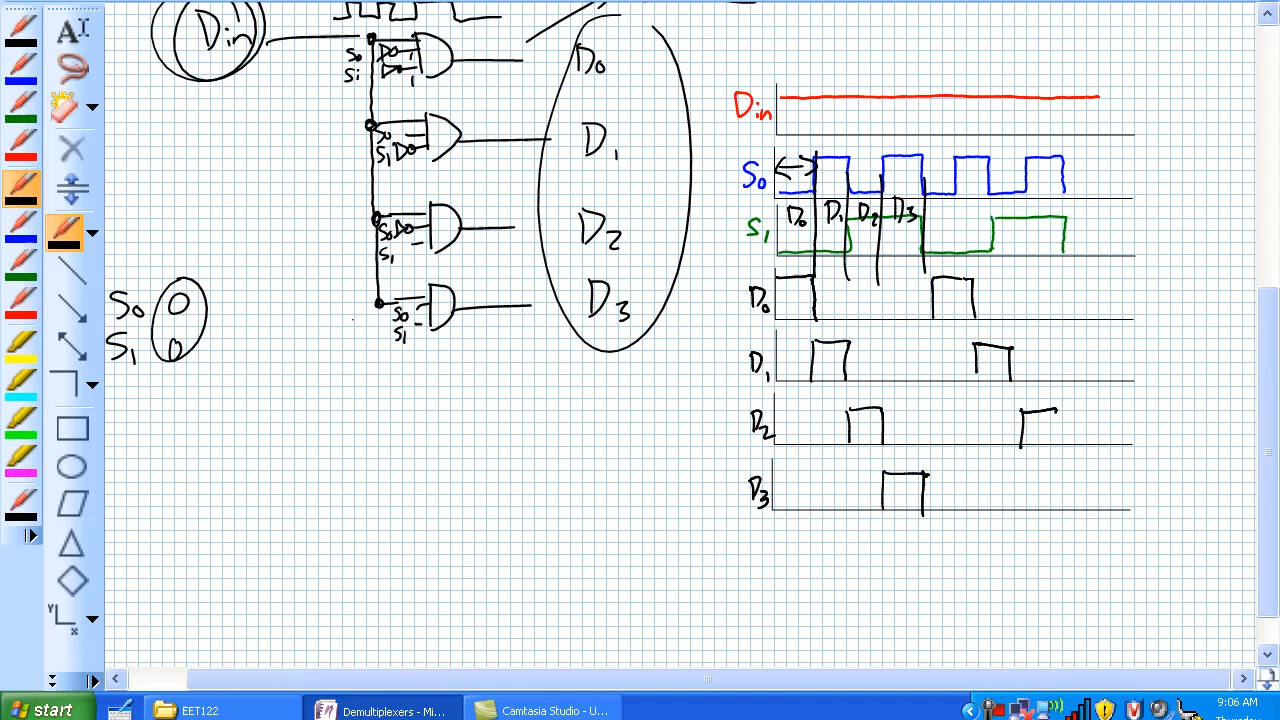 Din
S0
S1
D0
S0
S1
D1
S0
S1
D2
S0
S1
D3
S0 0
S1 0
Din
S0
D0 D1 D2 D3
S1
D0
D1
D2
D3
start
EET122
Demultiplexers - Mi...
Camtasia Studio - U...
9:06 AM
Thursday